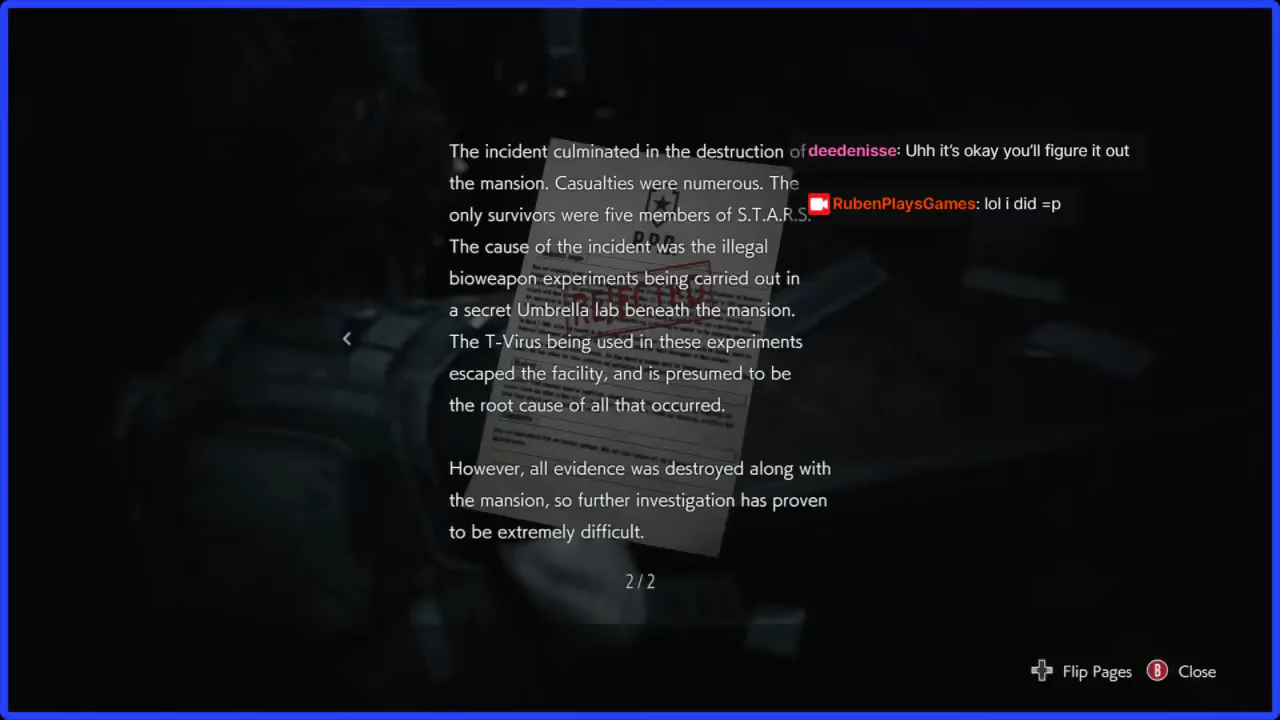 The incident culminated in the destruction of
the mansion. Casualties were numerous. The
only survivors were five members of S.T.A.R.S.
The cause of the incident was the illegal
bioweapon experiments being carried out in
a secret Umbrella lab beneath the mansion.
The T-Virus being used in these experiments
escaped the facility, and is presumed to be
the root cause of all that occurred.
However, all evidence was destroyed along with
the mansion, so further investigation has proven
to be extremely difficult.
2/2
deedenisse: Uhh it's okay you'll figure it out
RubenPlaysGames: lol i did =p
R.P.D.
REJECTED
Flip Pages B Close